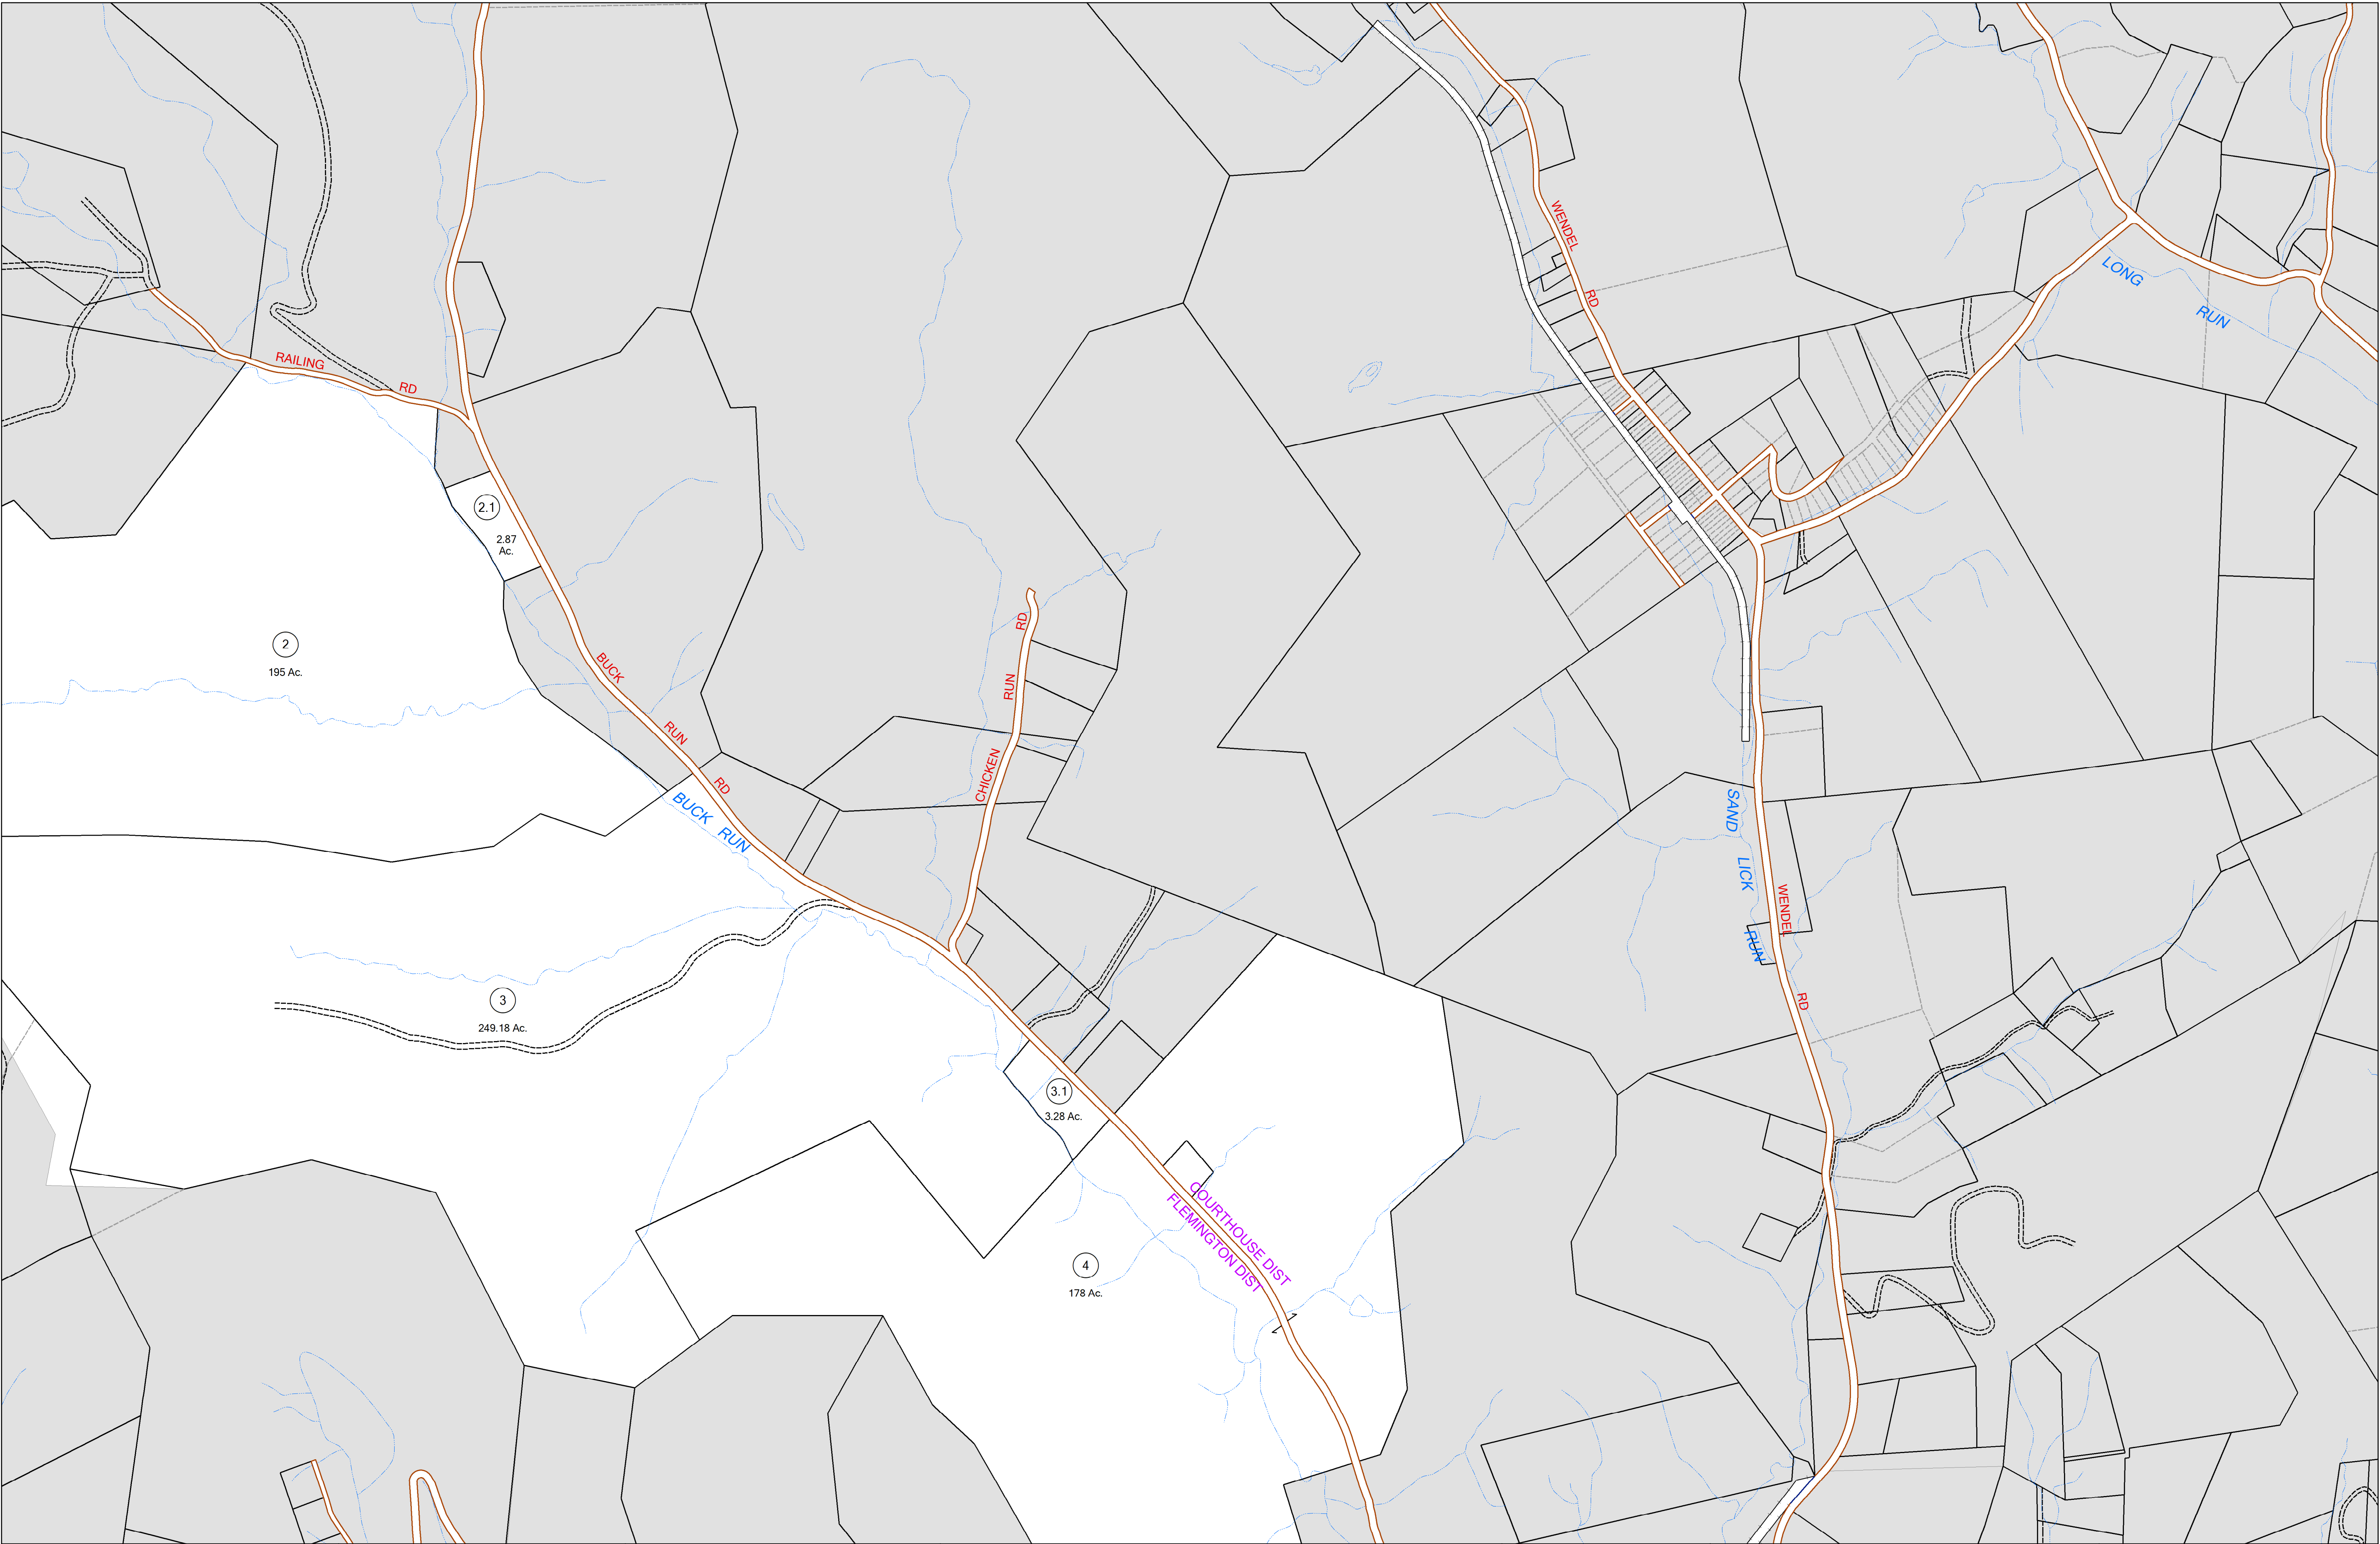 WENDEL
RD
LONG
RUN
RAILING
RD
2.1
2.87
Ac.
2
195 Ac.
BUCK
RUN
RD
BUCK RUN
RD
RUN
CHICKEN
SAND
LICK
RUN
WENDEL
RD
3
249.18 Ac.
3.1
3.28 Ac.
COURTHOUSE DIST
FLEMINGTON DIST
4
178 Ac.